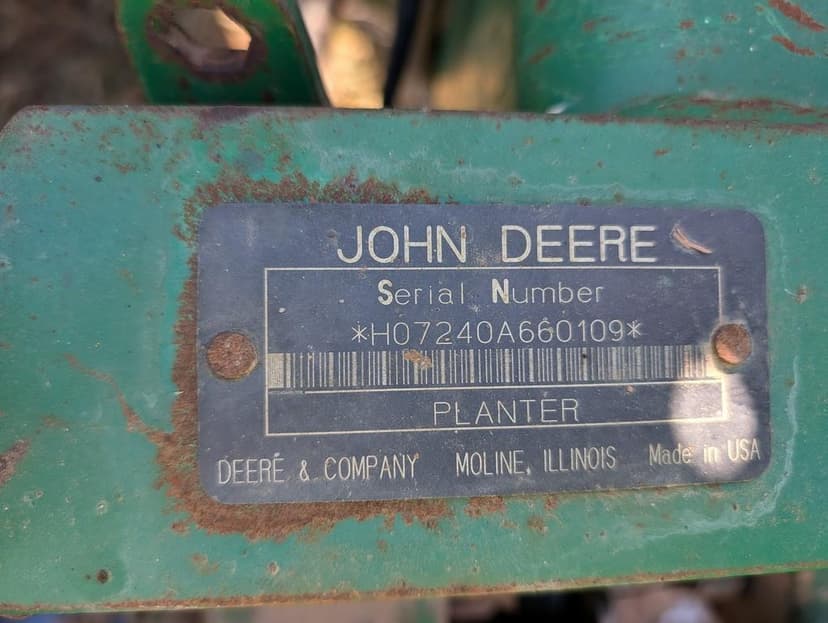 JOHN DEERE
Serial Number
*H07240A660109*
PLANTER
DEERE & COMPANY MOLINE, ILLINOIS Made in USA